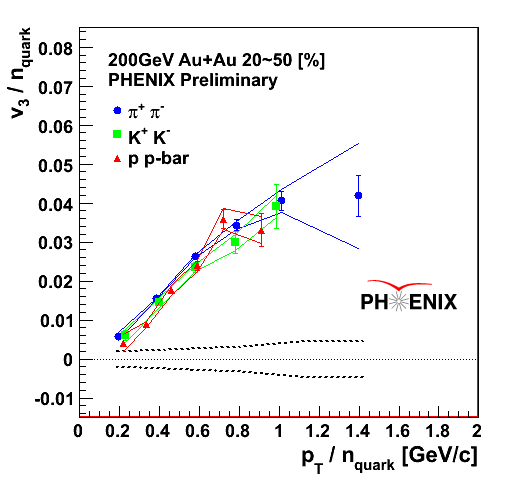 v3 / nquark
0.08
0.07
0.06
0.05
0.04
0.03
0.02
0.01
0
-0.01
200GeV Au+Au 20~50 [%]
PHENIX Preliminary
π+ π-
K+ K-
p p-bar
PHENIX
0 0.2 0.4 0.6 0.8 1 1.2 1.4 1.6 1.8 2
pT / nquark [GeV/c]